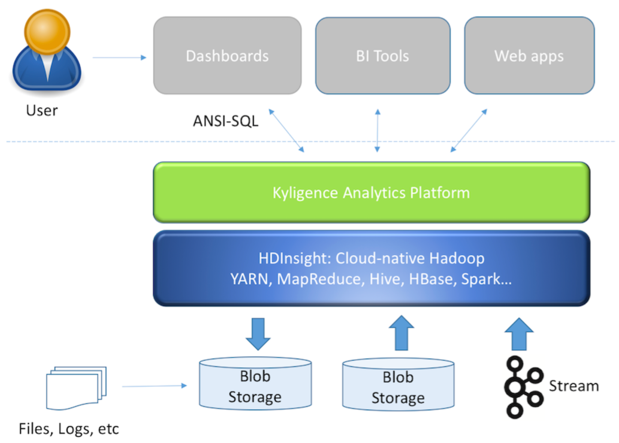 Dashboards
BI Tools
Web apps
User
ANSI-SQL
Kyligence Analytics Platform
HDInsight: Cloud-native Hadoop
YARN, MapReduce, Hive, HBase, Spark...
Blob
Storage
Blob
Storage
Stream
Files, Logs, etc